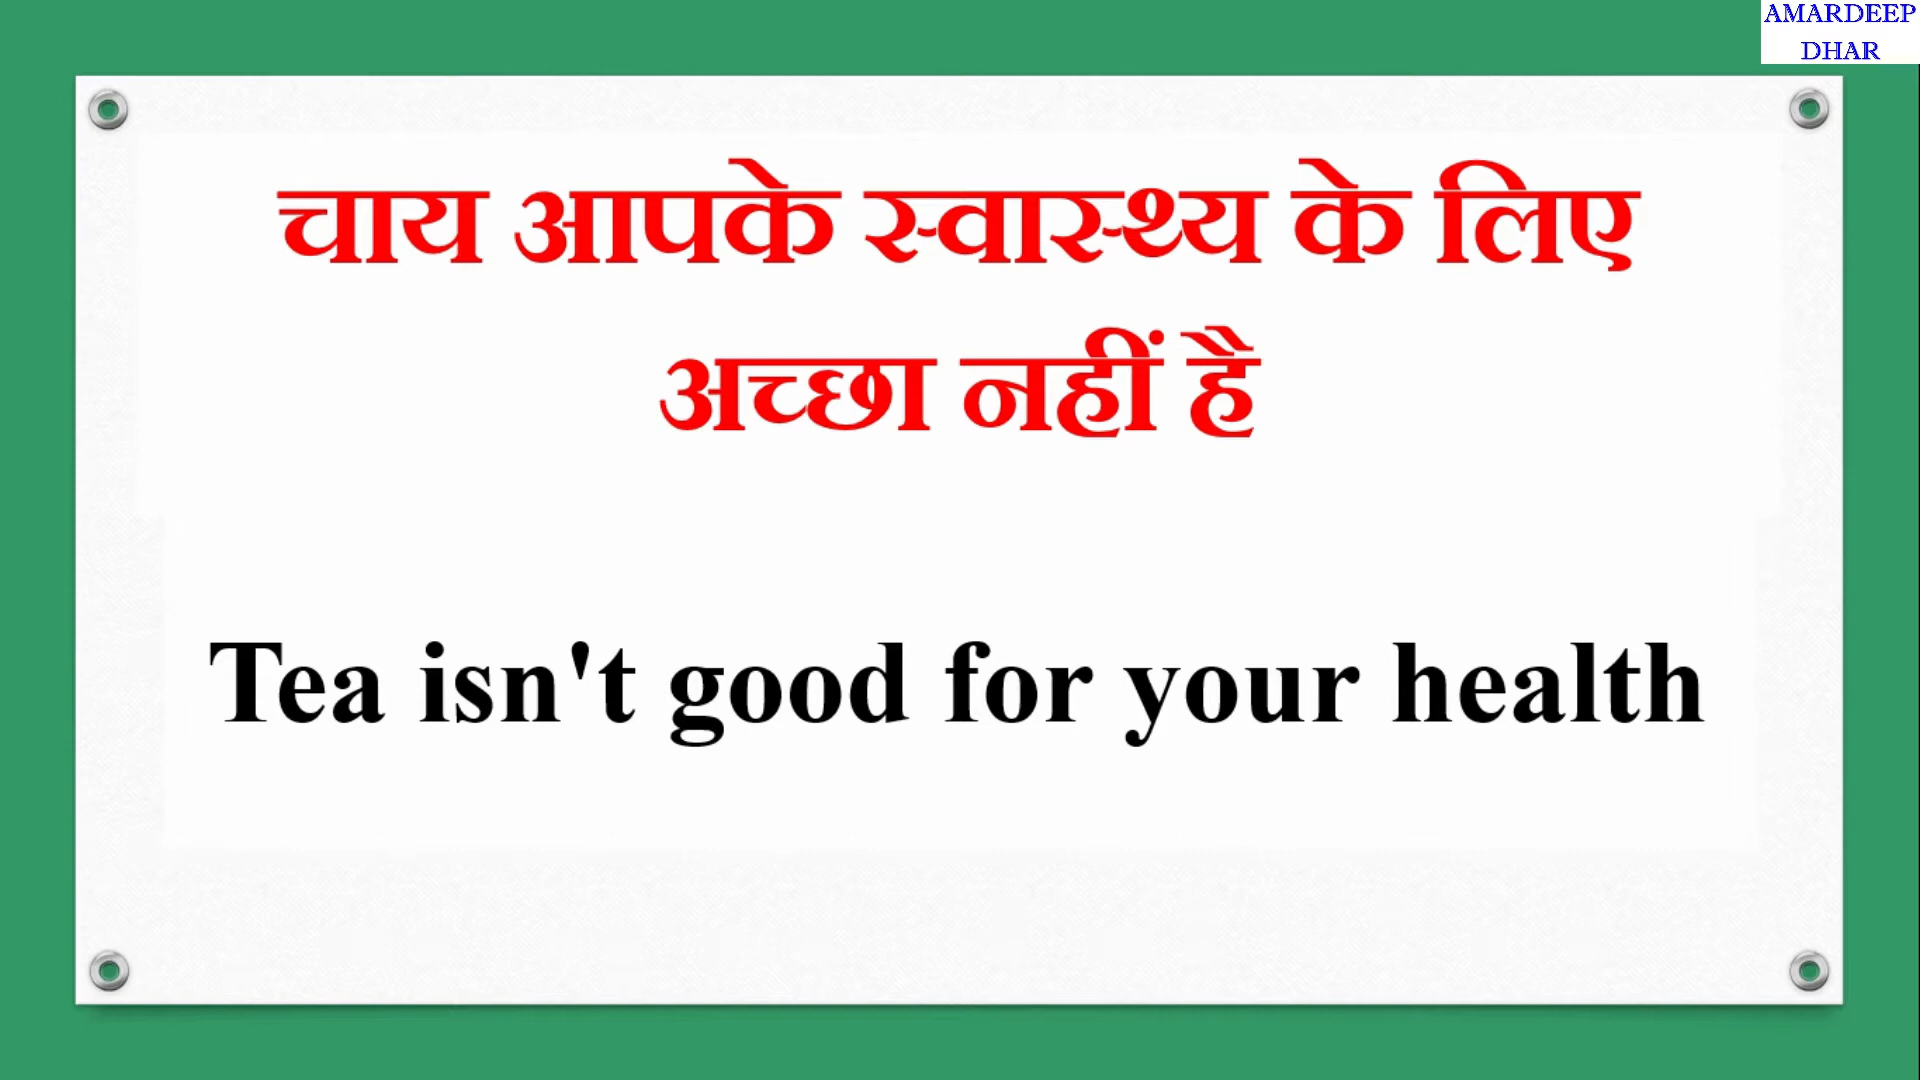 AMARDEEP
DHAR
चाय आपके स्वास्थ्य के लिए
अच्छा नहीं है
Tea isn't good for your health